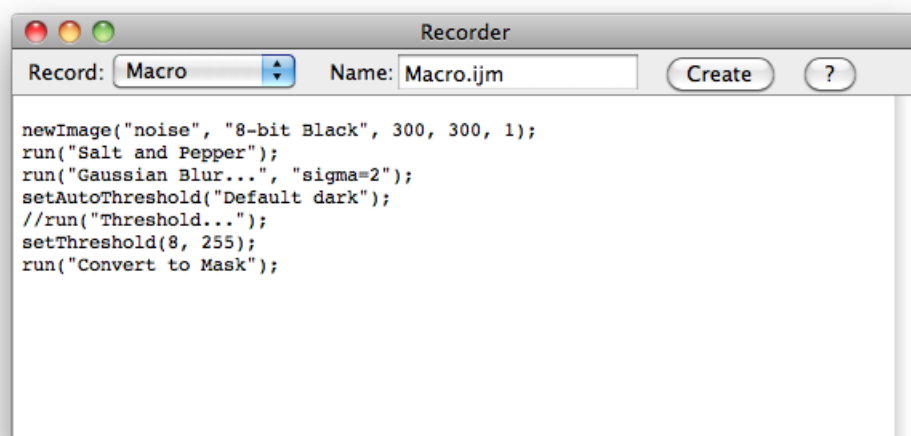 Recorder
Record: Macro Name: Macro.ijm Create ?
newImage("noise", "8-bit Black", 300, 300, 1);
run("Salt and Pepper");
run("Gaussian Blur...", "sigma=2");
setAutoThreshold("Default dark");
//run("Threshold...");
setThreshold(8, 255);
run("Convert to Mask");